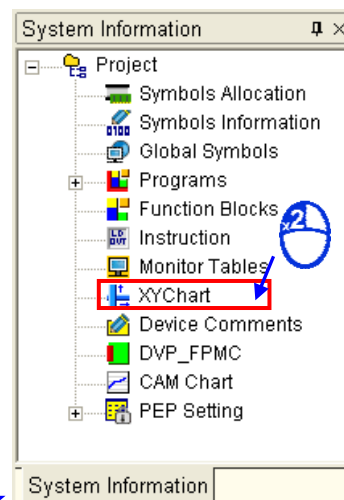 System Information
Project
Symbols Allocation
Symbols Information
Global Symbols
Programs
Function Blocks
x2
Instruction
Monitor Tables
XYChart
Device Comments
DVP_FPMC
CAM Chart
PEP Setting
System Information